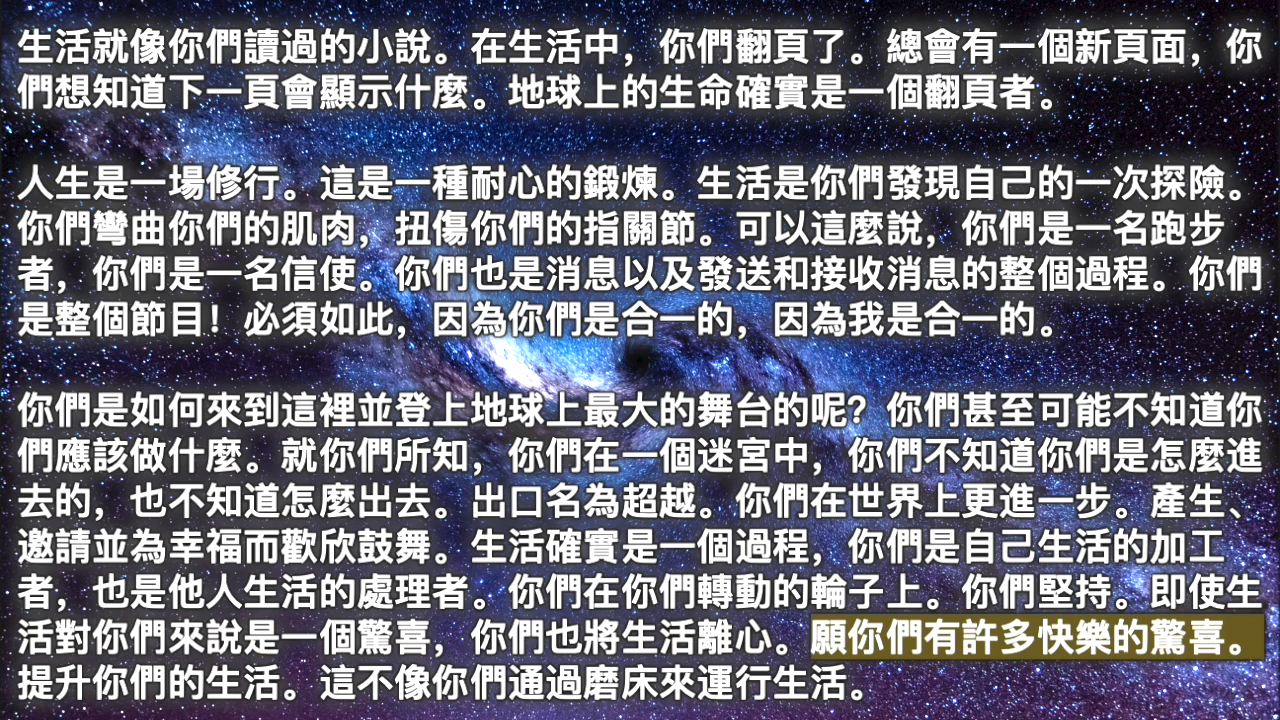 生活就像你們讀過的小說。在生活中，你們翻頁了。總會有一個新頁面，你
們想知道下一頁會顯示什麼。地球上的生命確實是一個翻頁者。
人生是一場修行。這是一種耐心的鍛煉。生活是你們發現自己的一次探險。
你們彎曲你們的肌肉，扭傷你們的指關節。可以這麼說，你們是一名跑步
者，你們是一名信使。你們也是消息以及發送和接收消息的整個過程。你們
是整個節目！必須如此，因為你們是合一的，因為我是合一的。
你們是如何來到這裡並登上地球上最大的舞台的呢？你們甚至可能不知道你
們應該做什麼。就你們所知，你們在一個迷宮中，你們不知道你們是怎麼進
去的，也不知道怎麼出去。出口名為超越。你們在世界上更進一步。產生、
邀請並為幸福而歡欣鼓舞。生活確實是一個過程，你們是自己生活的加工
者，也是他人生活的處理者。你們在你們轉動的輪子上。你們堅持。即使生
活對你們來說是一個驚喜，你們也將生活離心。願你們有許多快樂的驚喜。
提升你們的生活。這不像你們通過磨床來運行生活。